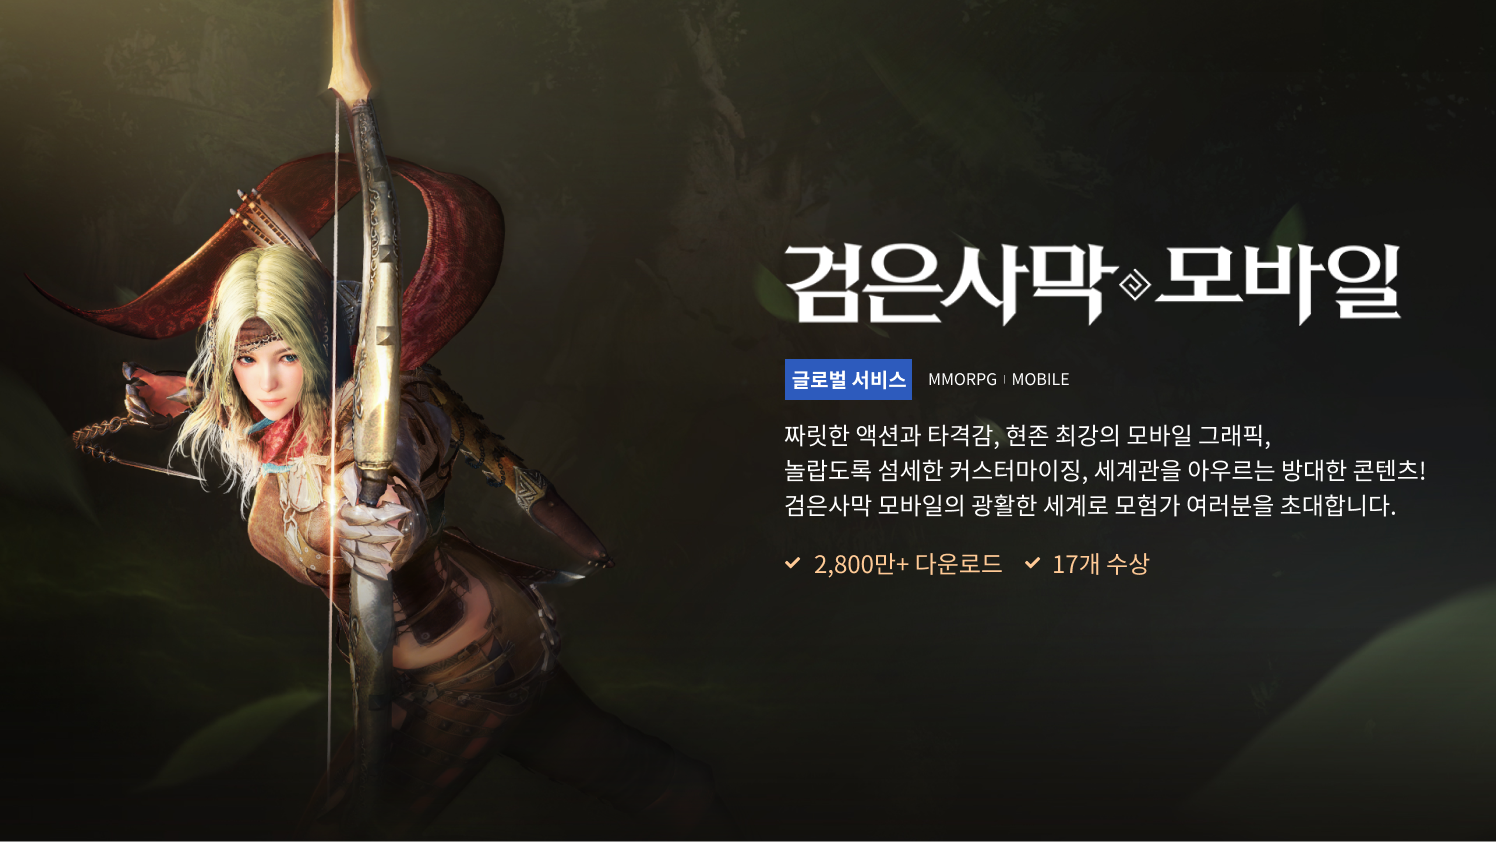 검은사막 모바일
글로벌 서비스 MMORPG | MOBILE
짜릿한 액션과 타격감, 현존 최강의 모바일 그래픽,
놀랍도록 섬세한 커스터마이징, 세계관을 아우르는 방대한 콘텐츠!
검은사막 모바일의 광활한 세계로 모험가 여러분을 초대합니다.
✓ 2,800만+ 다운로드 ✓ 17개 수상